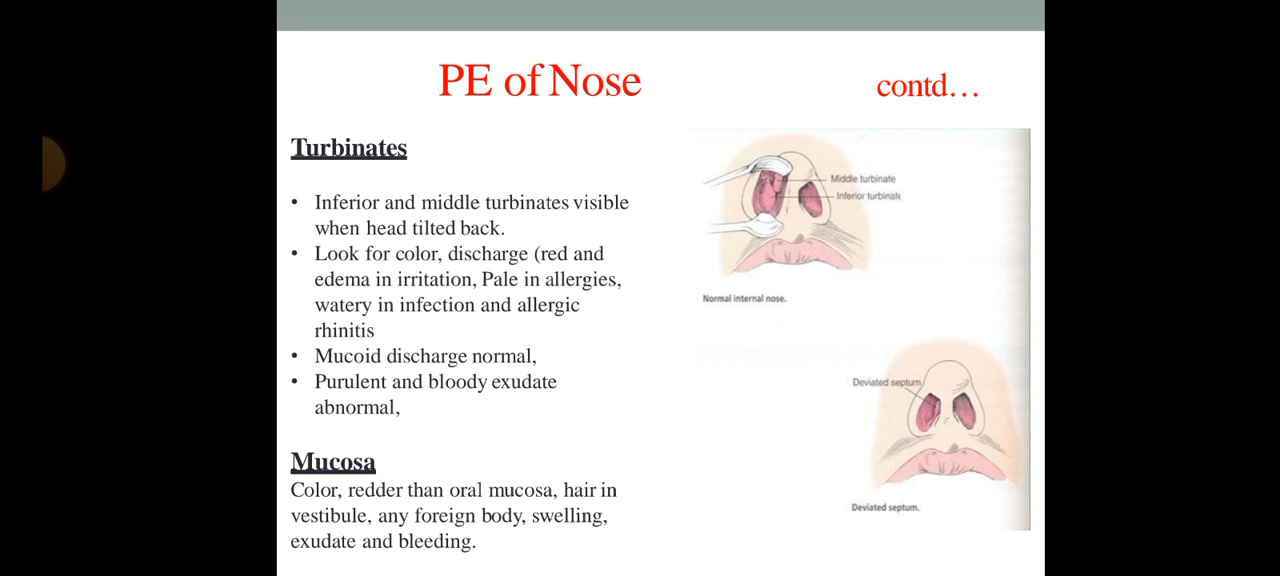 PE of Nose contd…
Turbinates
• Inferior and middle turbinates visible
when head tilted back.
• Look for color, discharge (red and
edema in irritation, Pale in allergies,
watery in infection and allergic
rhinitis
• Mucoid discharge normal,
• Purulent and bloody exudate
abnormal,
Mucosa
Color, redder than oral mucosa, hair in
vestibule, any foreign body, swelling,
exudate and bleeding.
Middle turbinate
Inferior turbinate
Normal internal nose.
Deviated septum
Deviated septum.